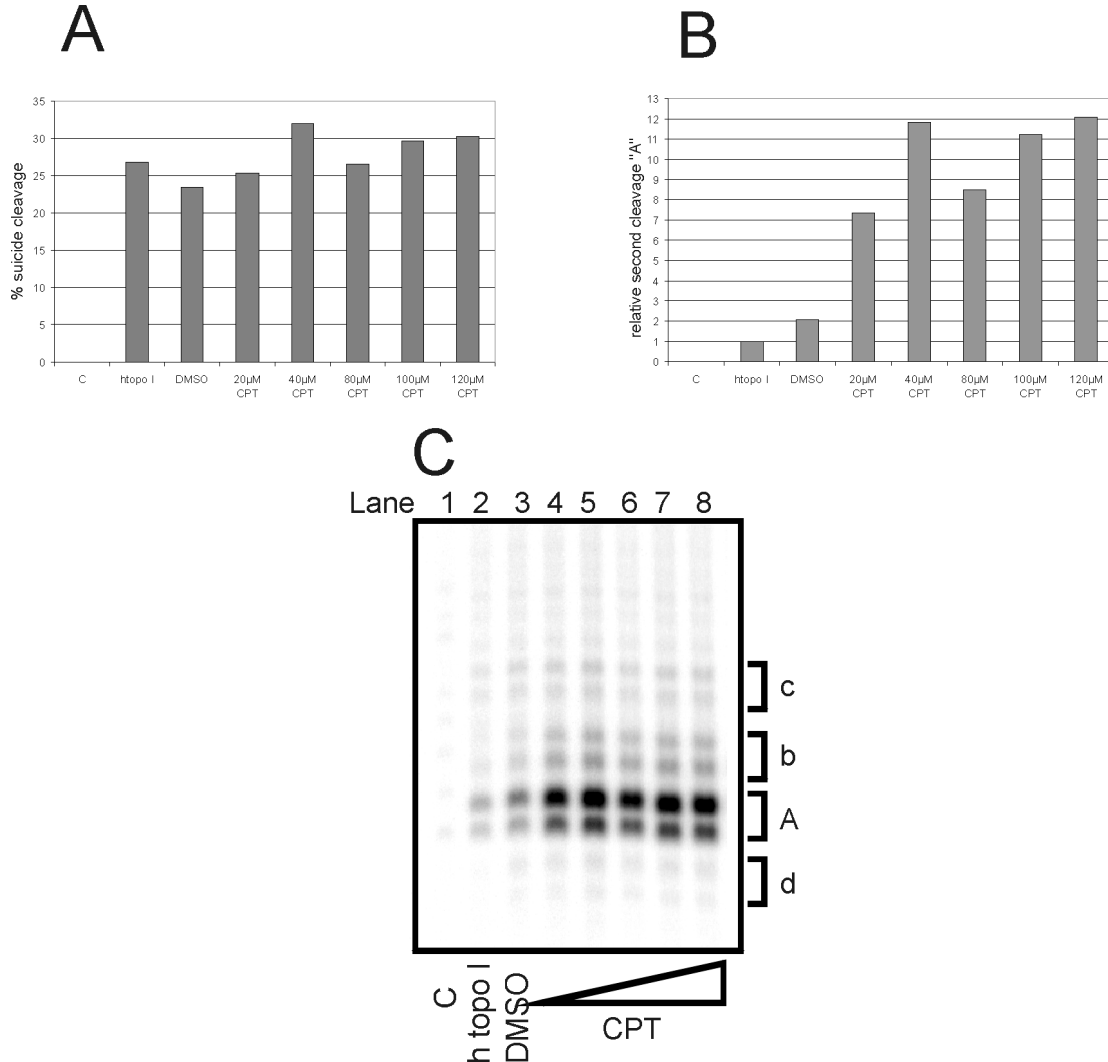 A
% suicide cleavage
35
30
25
20
15
10
5
0
C
htopo I
DMSO
20µM
CPT
40µM
CPT
80µM
CPT
100µM
CPT
120µM
CPT
B
relative second cleavage "A"
13
12
11
10
9
8
7
6
5
4
3
2
1
0
C
htopo I
DMSO
20µM
CPT
40µM
CPT
80µM
CPT
100µM
CPT
120µM
CPT
C
Lane 1 2 3 4 5 6 7 8
c
b
A
d
C
h topo I
DMSO
CPT